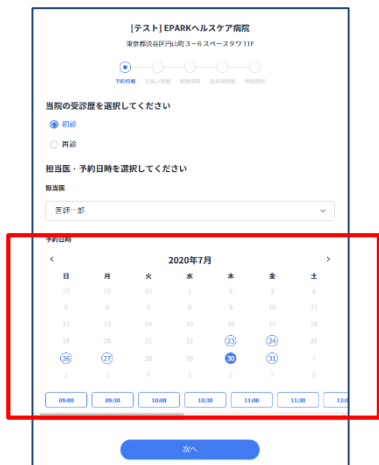 [テスト] EPARKヘルスケア病院
東京都渋谷区円山町３−６ スペースタワ 11F
予約情報
当院の受診歴を選択してください
初診
再診
担当医・予約日時を選択してください
担当医
医師一郎
予約日時
2020年7月
日 月 火 水 木 金 土
28 29 30 1 2 3 4
5 6 7 8 9 10 11
12 13 14 15 16 17 18
19 20 21 22 23 24 25
26 27 28 29 30 31 1
2 3 4 5 6 7 8
09:00 09:30 10:00 10:30 11:00 11:30 12:0
次へ